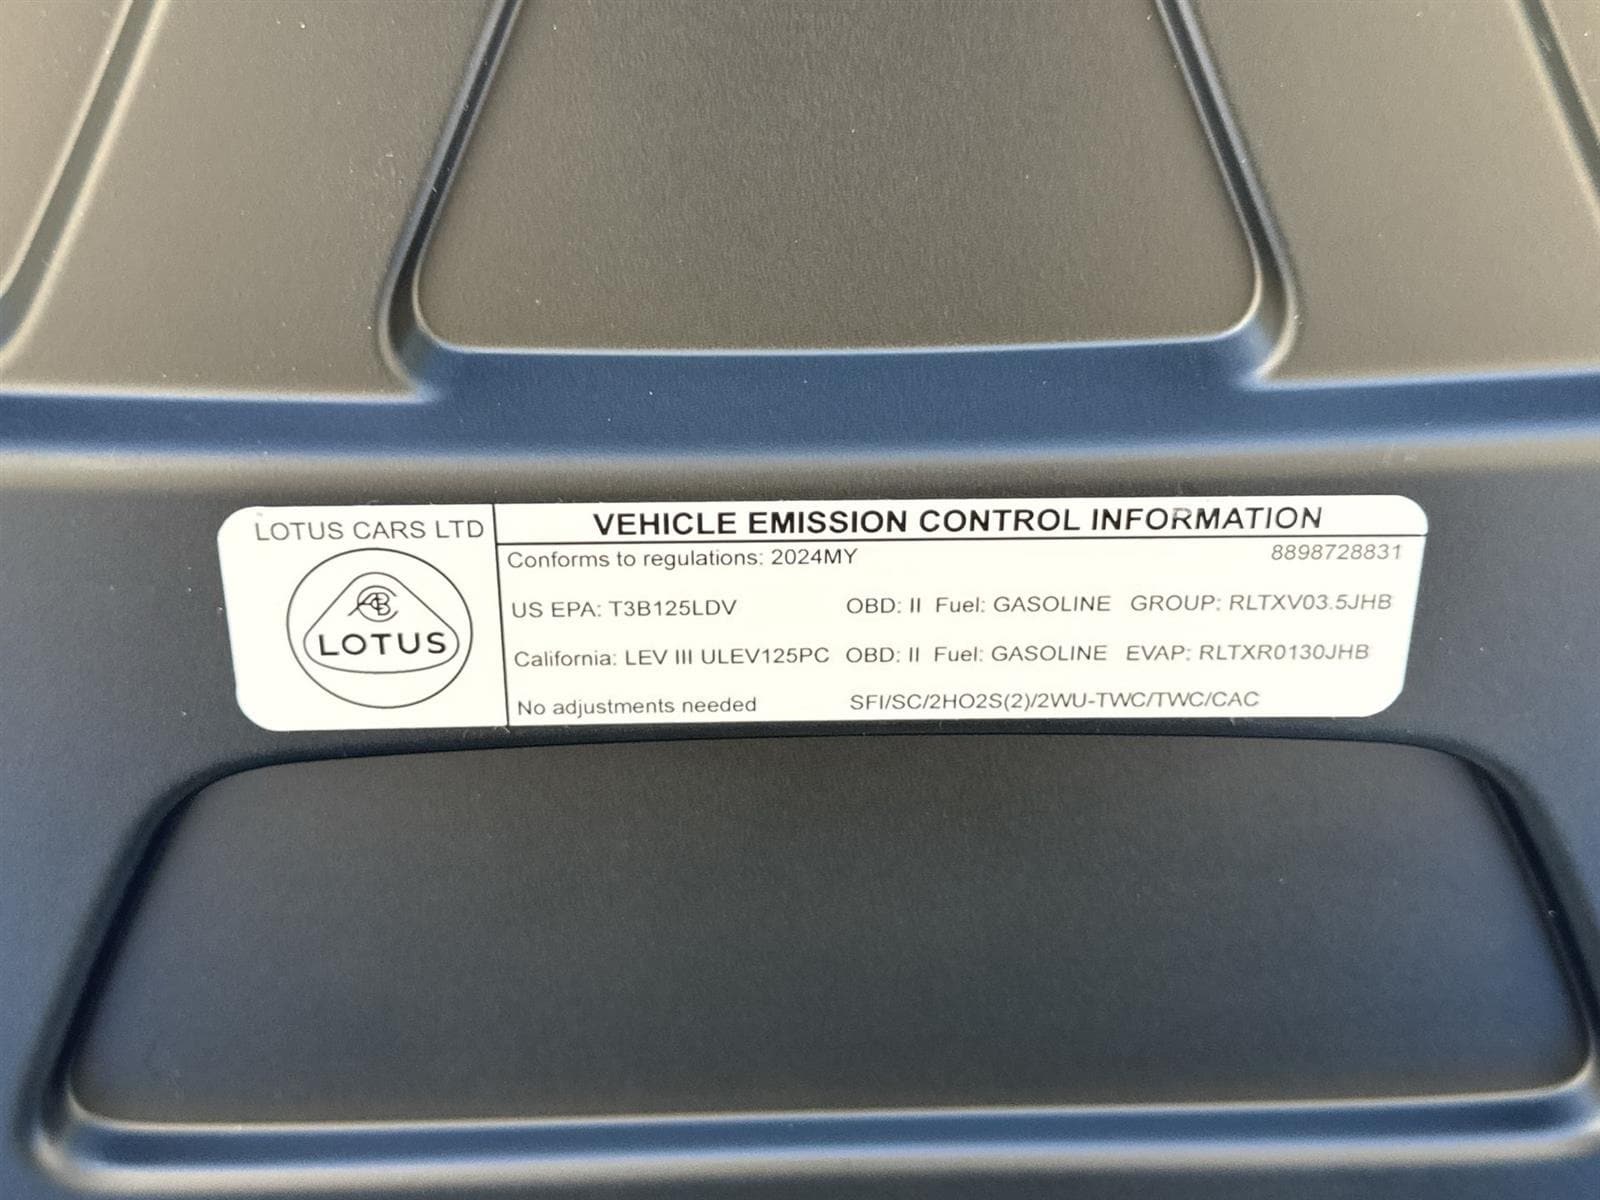 LOTUS CARS LTD
ACBC
LOTUS
VEHICLE EMISSION CONTROL INFORMATION
Conforms to regulations: 2024MY 8898728831
US EPA: T3B125LDV OBD: II Fuel: GASOLINE GROUP: RLTXV03.5JHB
California: LEV III ULEV125PC OBD: II Fuel: GASOLINE EVAP: RLTXR0130JHB
No adjustments needed SFI/SC/2HO2S(2)/2WU-TWC/TWC/CAC